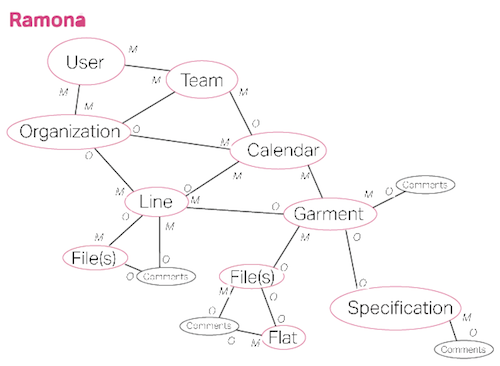 Ramona
User
M
M
Team
M
M
M
Organization
O
O
O
M
Calendar
O
M
M
M
Line
O
M
O
M
O
Garment
M
O
Comments
M
File(s)
O
O
Comments
M
O
File(s)
O
M
O
Comments
O
O
M
Flat
O
O
Specification
M
O
Comments